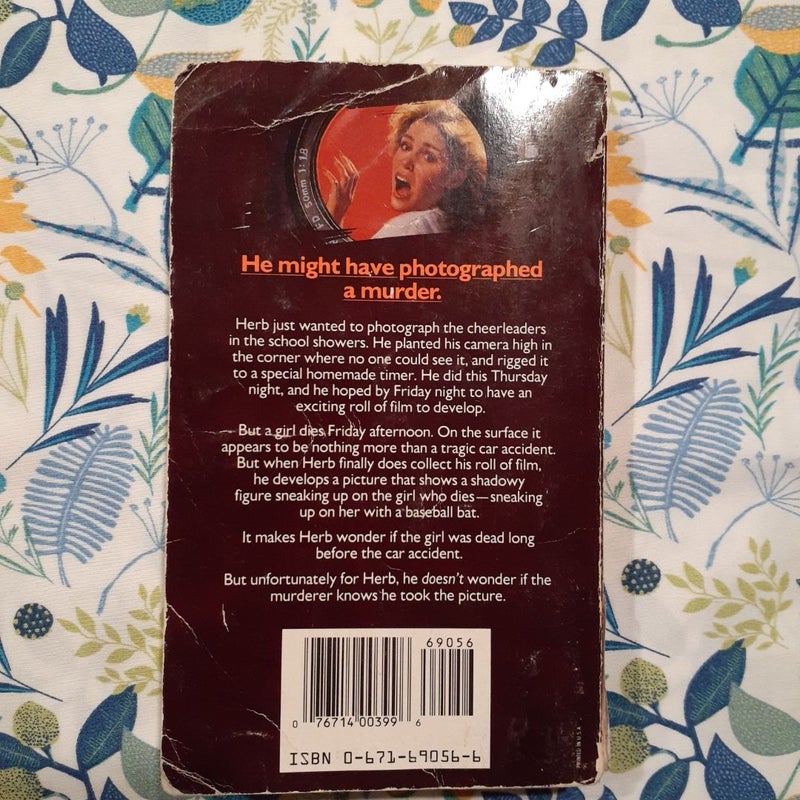 FD 50mm 1:1.8
He might have photographed
a murder.
Herb just wanted to photograph the cheerleaders
in the school showers. He planted his camera high in
the corner where no one could see it, and rigged it
to a special homemade timer. He did this Thursday
night, and he hoped by Friday night to have an
exciting roll of film to develop.
But a girl dies Friday afternoon. On the surface it
appears to be nothing more than a tragic car accident.
But when Herb finally does collect his roll of film,
he develops a picture that shows a shadowy
figure sneaking up on the girl who dies—sneaking
up on her with a baseball bat.
It makes Herb wonder if the girl was dead long
before the car accident.
But unfortunately for Herb, he doesn't wonder if the
murderer knows he took the picture.
69056
0 76714 00399 6
ISBN 0-671-69056-6
PRINTED IN U.S.A.